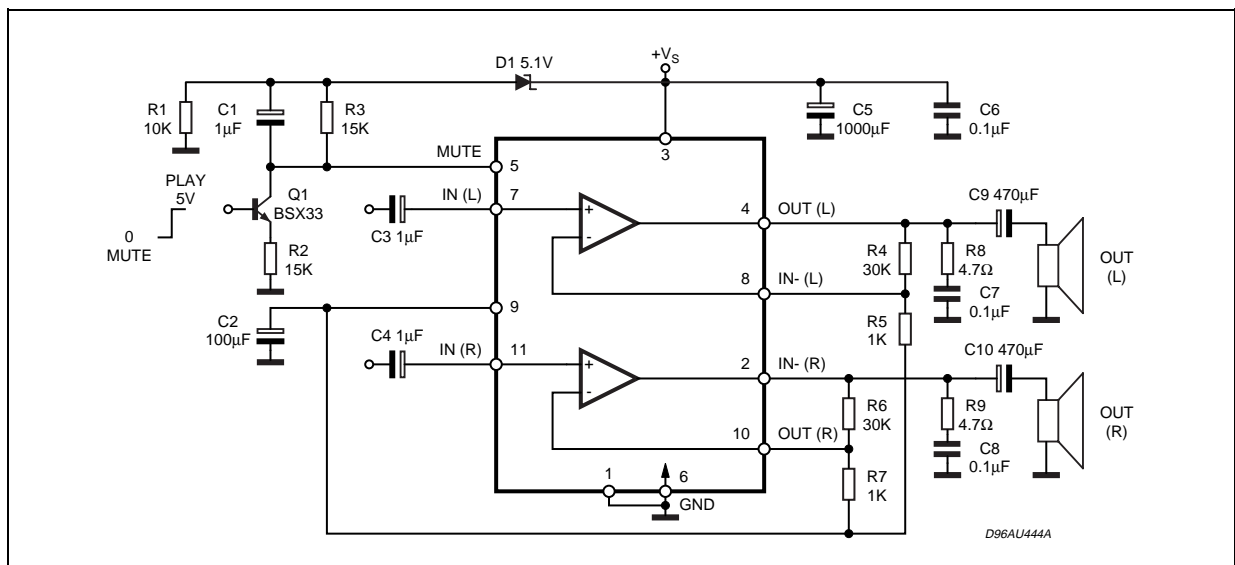 D1 5.1V
+VS
R1
10K
C1
1µF
R3
15K
C5
1000µF
C6
0.1µF
MUTE
5
3
PLAY
5V
0
MUTE
Q1
BSX33
IN (L)
7
C3 1µF
+
-
4
OUT (L)
C9 470µF
R2
15K
R4
30K
R8
4.7Ω
OUT
(L)
8
IN- (L)
C7
0.1µF
9
C2
100µF
R5
1K
C4 1µF
IN (R)
11
+
-
2
IN- (R)
C10 470µF
R6
30K
R9
4.7Ω
OUT
(R)
10
OUT (R)
C8
0.1µF
R7
1K
1
6
GND
D96AU444A